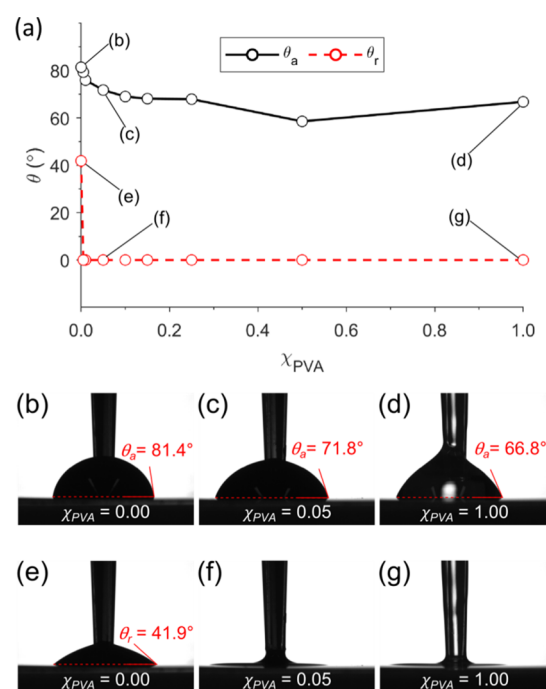 (a)
(b)
θa θr
80
(c)
60
(d)
θ (°)
40
(e)
20
(f)
(g)
0
0.0 0.2 0.4 0.6 0.8 1.0
χPVA
(b) (c) (d)
θa = 81.4° θa = 71.8° θa = 66.8°
χPVA = 0.00 χPVA = 0.05 χPVA = 1.00
(e) (f) (g)
θr = 41.9°
χPVA = 0.00 χPVA = 0.05 χPVA = 1.00